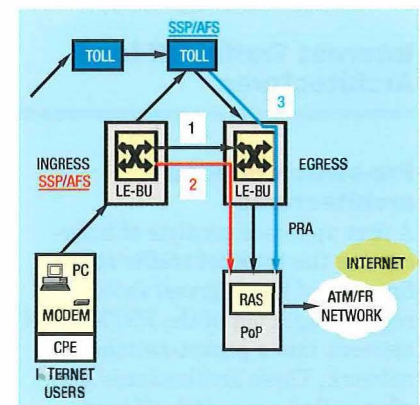 SSP/AFS
TOLL
TOLL
3
1
INGRESS
SSP/AFS
LE-BU
2
LE-BU
EGRESS
PRA
INTERNET
PC
MODEM
CPE
RAS
PoP
ATM/FR
NETWORK
I TERNET
USERS